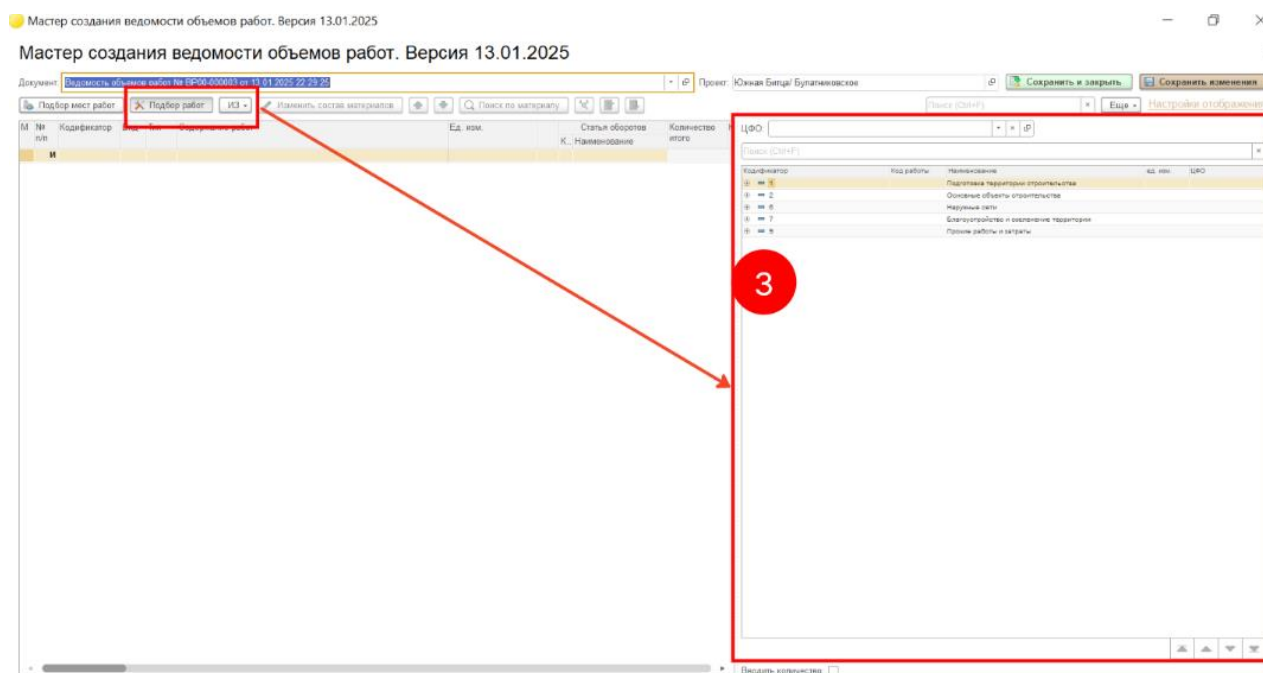 Мастер создания ведомости объемов работ. Версия 13.01.2025
Мастер создания ведомости объемов работ. Версия 13.01.2025
Документ: Ведомость объемов работ № ВР00-000003 от 13.01.2025 22:29:25 Проект: Южная Битца/ Булатниковское Сохранить и закрыть Сохранить изменения
Подбор мест работ Подбор работ ИЗ Изменить состав материалов Поиск по материалу Поиск (Ctrl+F) × Еще Настройки отображения
М № п/п Кодификатор Вид Тип Содержание работ Ед. изм. Статья оборотов Количество итого
К.. Наименование
И
ЦФО:
Поиск (Ctrl+F) ×
Кодификатор Код работы Наименование ед. изм ЦФО
1 Подготовка территории строительства
2 Основные объекты строительства
6 Наружные сети
7 Благоустройство и озеленение территории
9 Прочие работы и затраты
3
Вводить количество: